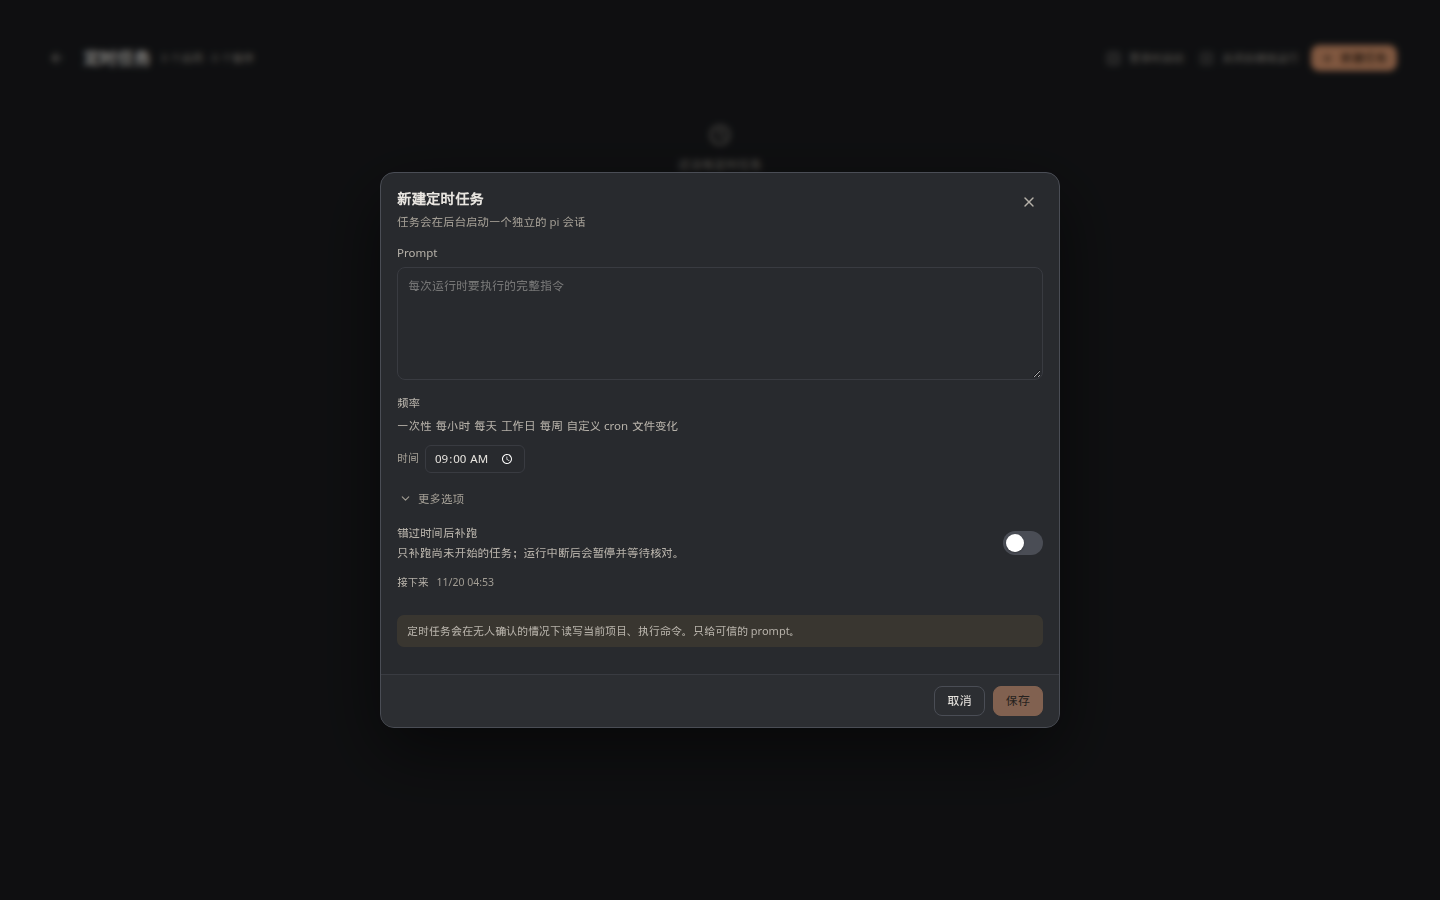 定时任务
新建定时任务
任务会在后台启动一个独立的 pi 会话
Prompt
每次运行时要执行的完整指令
频率
一次性 每小时 每天 工作日 每周 自定义 cron 文件变化
时间 09:00 AM
更多选项
错过时间后补跑
只补跑尚未开始的任务；运行中断后会暂停并等待核对。
接下来 11/20 04:53
定时任务会在无人确认的情况下读写当前项目、执行命令。只给可信的 prompt。
取消 保存